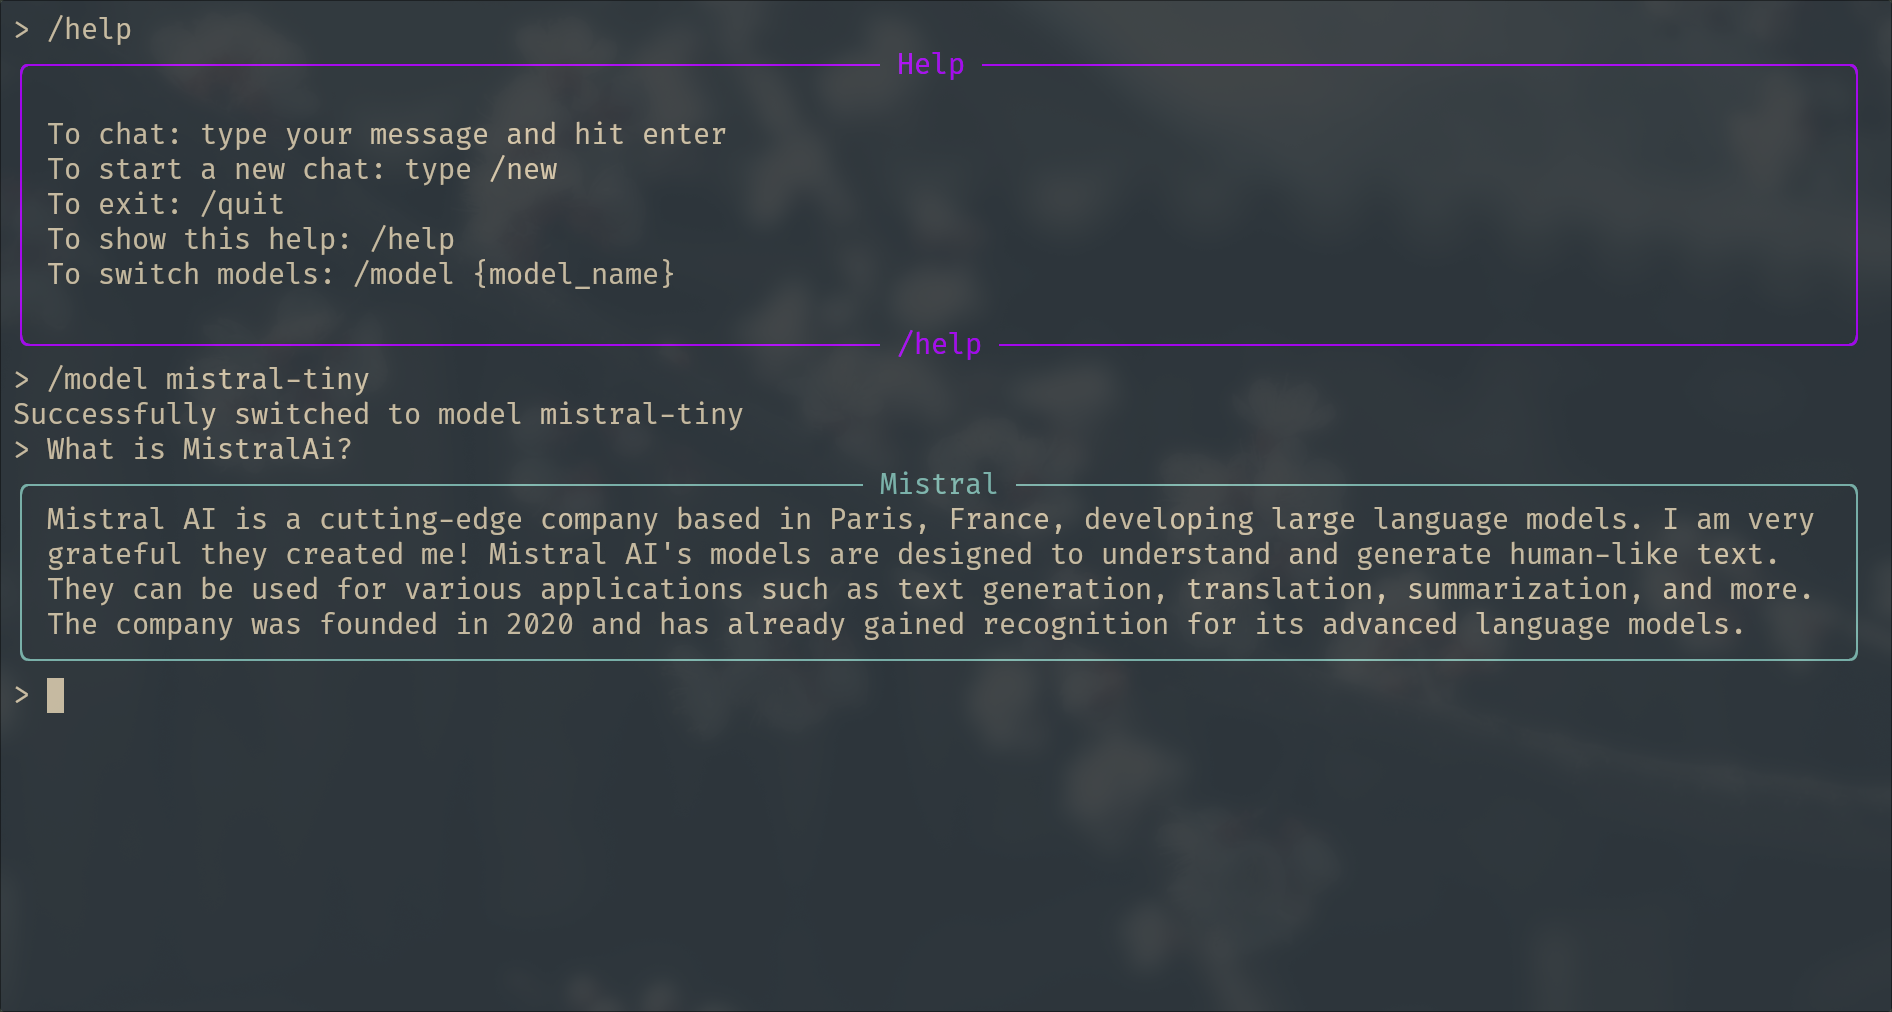 > /help
Help
To chat: type your message and hit enter
To start a new chat: type /new
To exit: /quit
To show this help: /help
To switch models: /model {model_name}
/help
> /model mistral-tiny
Successfully switched to model mistral-tiny
> What is MistralAi?
Mistral
Mistral AI is a cutting-edge company based in Paris, France, developing large language models. I am very
grateful they created me! Mistral AI's models are designed to understand and generate human-like text.
They can be used for various applications such as text generation, translation, summarization, and more.
The company was founded in 2020 and has already gained recognition for its advanced language models.
>